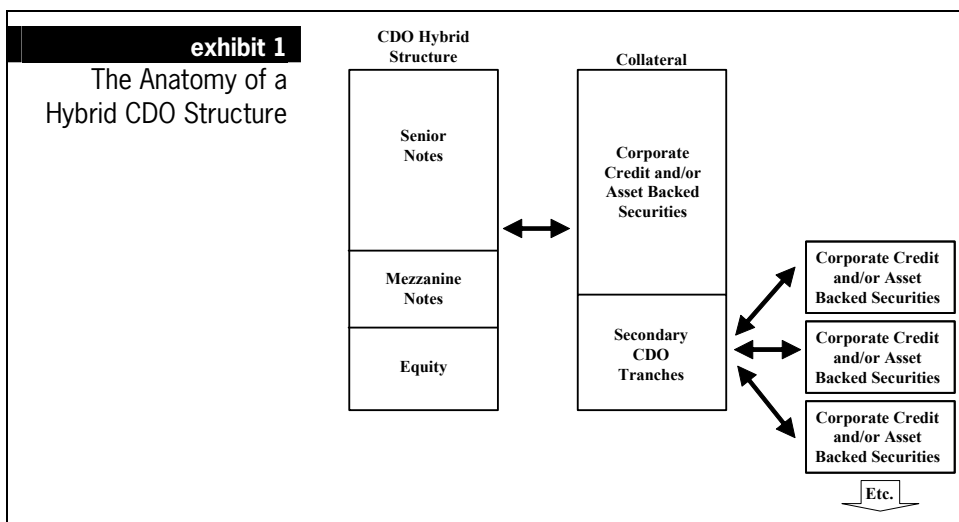 exhibit 1
The Anatomy of a
Hybrid CDO Structure
CDO Hybrid
Structure
Senior
Notes
Mezzanine
Notes
Equity
Collateral
Corporate
Credit and/or
Asset Backed
Securities
Secondary
CDO
Tranches
Corporate Credit
and/or Asset
Backed Securities
Corporate Credit
and/or Asset
Backed Securities
Corporate Credit
and/or Asset
Backed Securities
Etc.